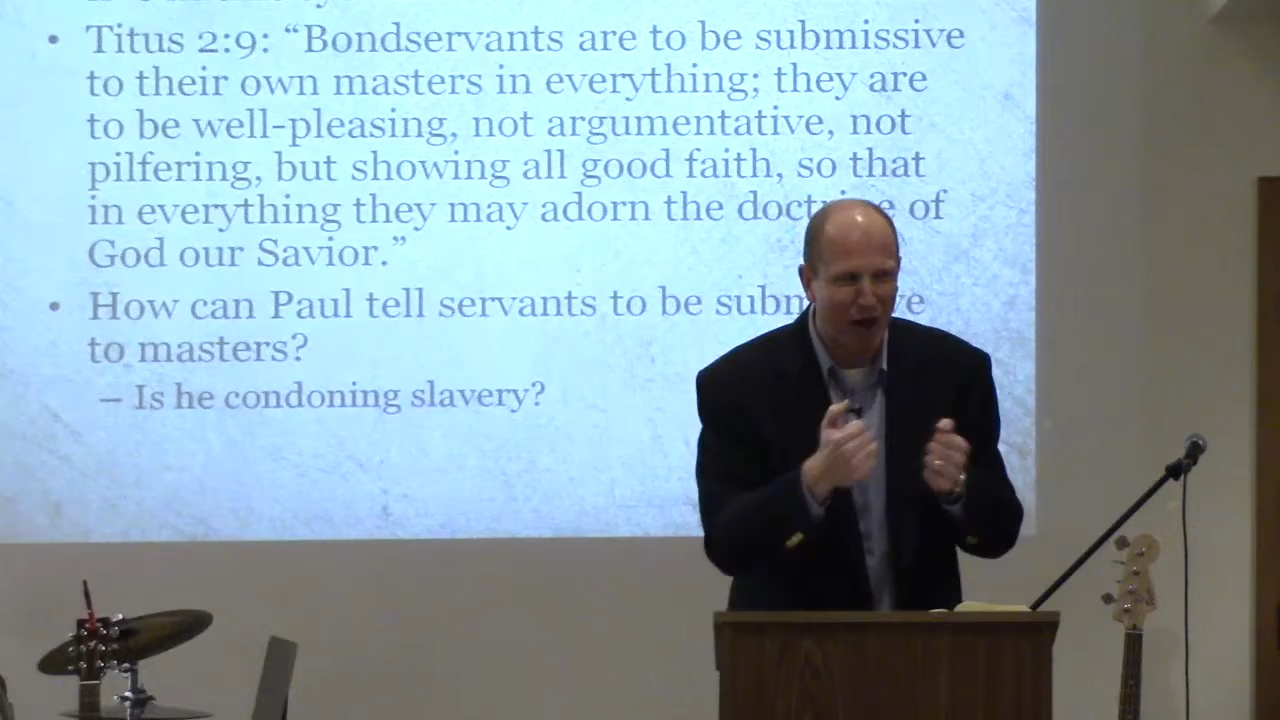 • Titus 2:9: “Bondservants are to be submissive
to their own masters in everything; they are
to be well-pleasing, not argumentative, not
pilfering, but showing all good faith, so that
in everything they may adorn the of
God our Savior.”
• How can Paul tell servants to be
to masters?
– Is he condoning slavery?